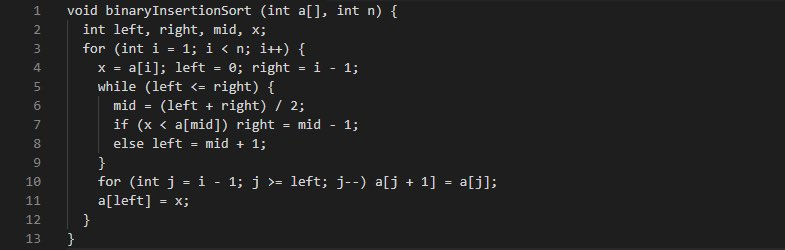 1 void binaryInsertionSort (int a[], int n) {
2 int left, right, mid, x;
3 for (int i = 1; i < n; i++) {
4 x = a[i]; left = 0; right = i - 1;
5 while (left <= right) {
6 mid = (left + right) / 2;
7 if (x < a[mid]) right = mid - 1;
8 else left = mid + 1;
9 }
10 for (int j = i - 1; j >= left; j--) a[j + 1] = a[j];
11 a[left] = x;
12 }
13 }